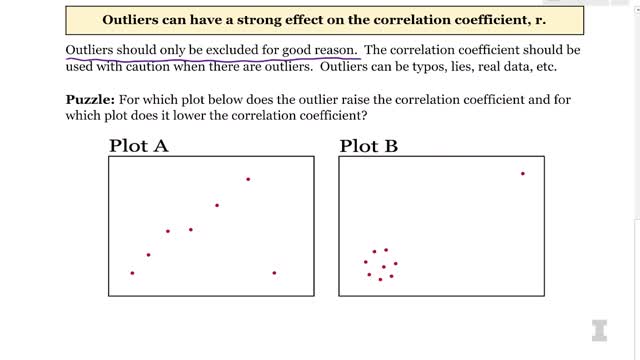 Outliers can have a strong effect on the correlation coefficient, r.
Outliers should only be excluded for good reason. The correlation coefficient should be
used with caution when there are outliers. Outliers can be typos, lies, real data, etc.
Puzzle: For which plot below does the outlier raise the correlation coefficient and for
which plot does it lower the correlation coefficient?
Plot A
Plot B
I